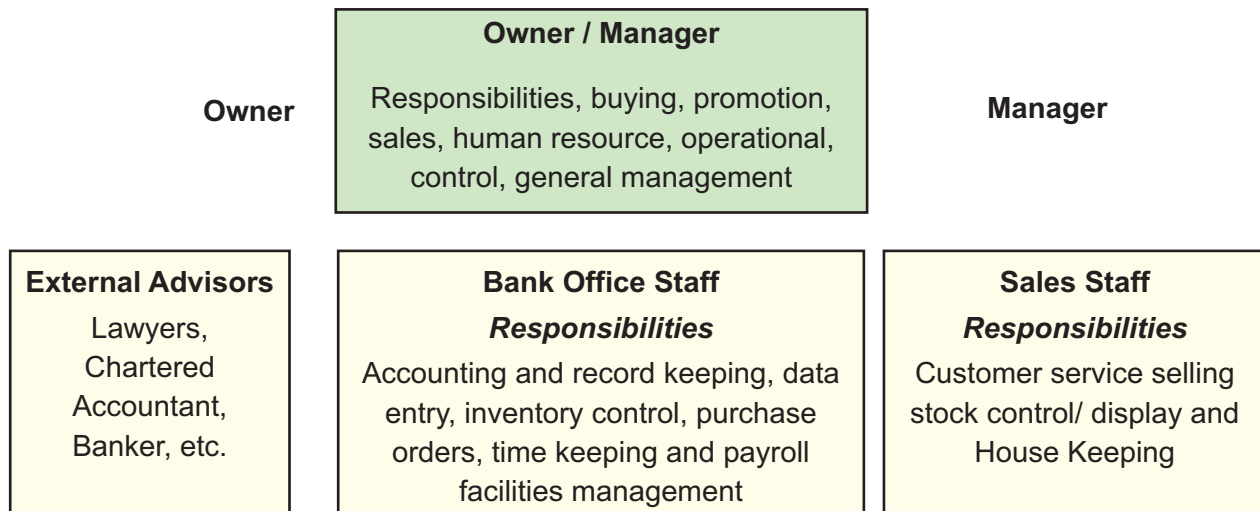 Owner / Manager
Responsibilities, buying, promotion,
sales, human resource, operational,
control, general management
Owner
Manager
External Advisors
Lawyers,
Chartered
Accountant,
Banker, etc.
Bank Office Staff
Responsibilities
Accounting and record keeping, data
entry, inventory control, purchase
orders, time keeping and payroll
facilities management
Sales Staff
Responsibilities
Customer service selling
stock control/ display and
House Keeping